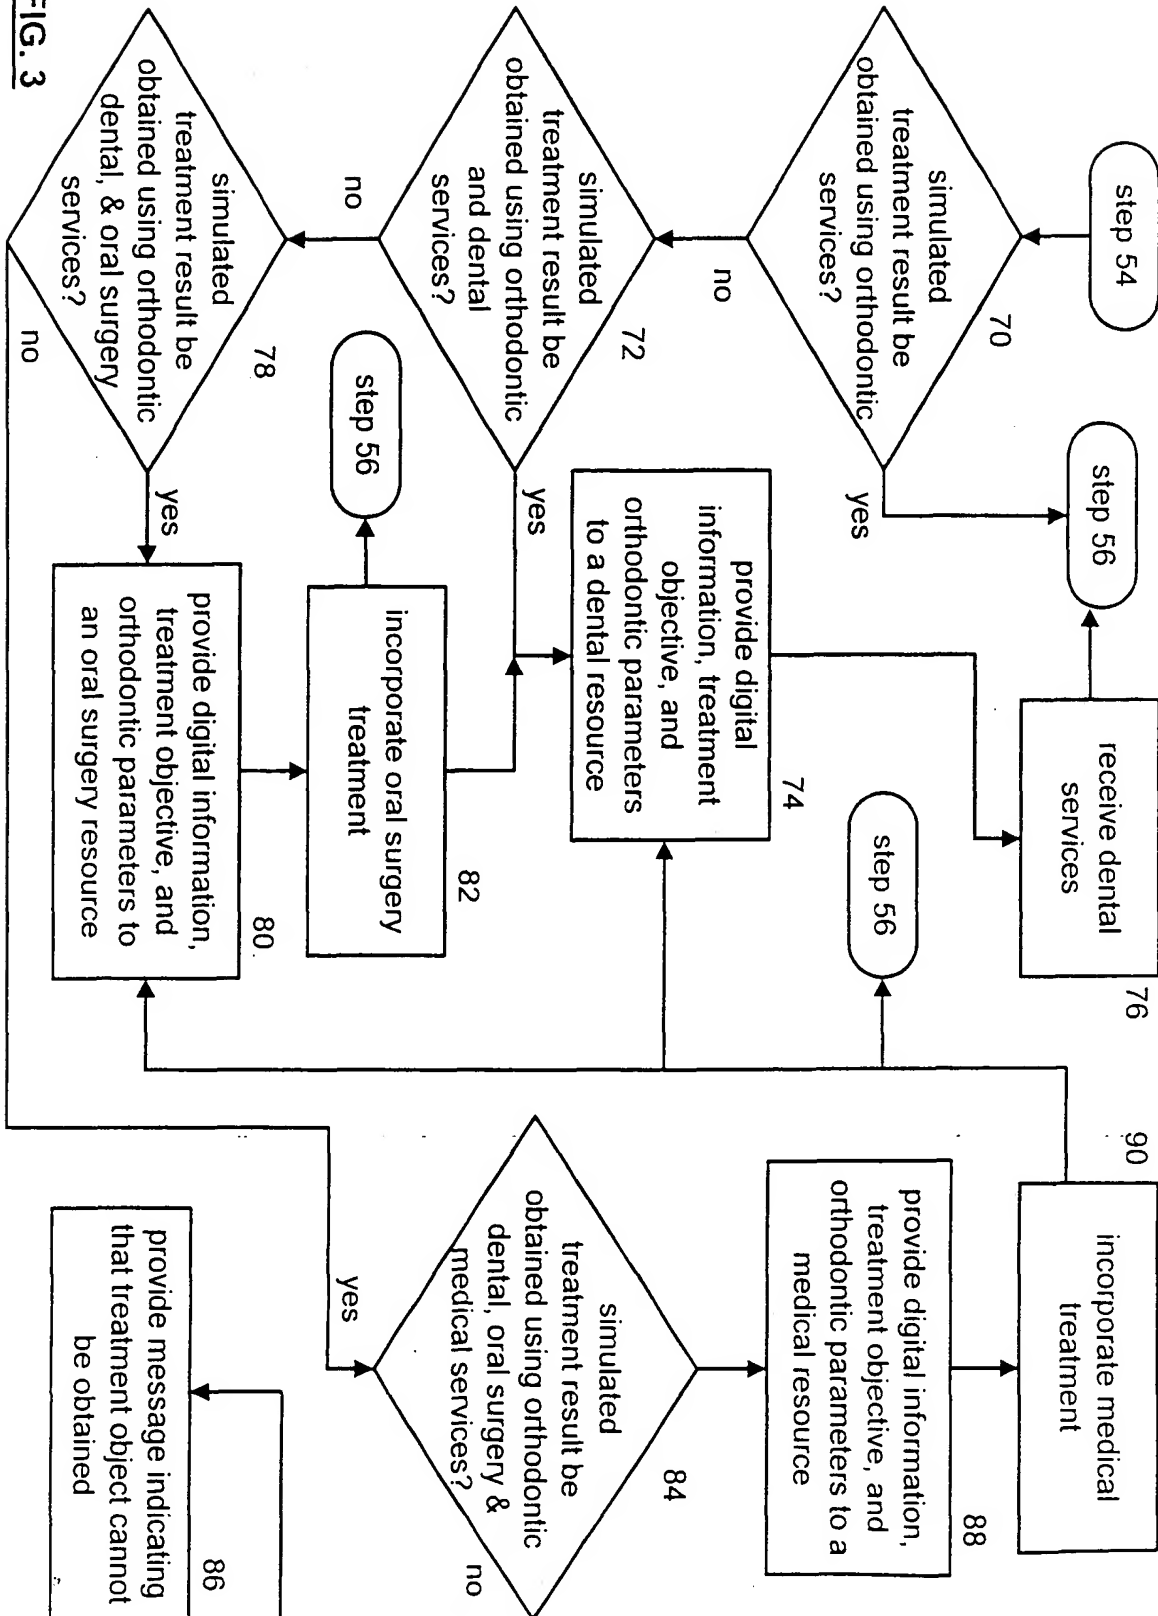 step 54
70
simulated
treatment result be
obtained using orthodontic
services?
yes
no
step 56
72
simulated
treatment result be
obtained using orthodontic
and dental
services?
yes
no
provide digital
information, treatment
objective, and
orthodontic parameters
to a dental resource
74
receive dental
services
76
78
simulated
treatment result be
obtained using orthodontic
dental, & oral surgery
services?
yes
no
step 56
incorporate oral surgery
treatment
82
provide digital information,
treatment objective, and
orthodontic parameters to
an oral surgery resource
80
step 56
90
incorporate medical
treatment
provide digital information,
treatment objective, and
orthodontic parameters to a
medical resource
88
simulated
treatment result be
obtained using orthodontic
dental, oral surgery &
medical services?
84
yes
no
provide message indicating
that treatment object cannot
be obtained
86
FIG. 3